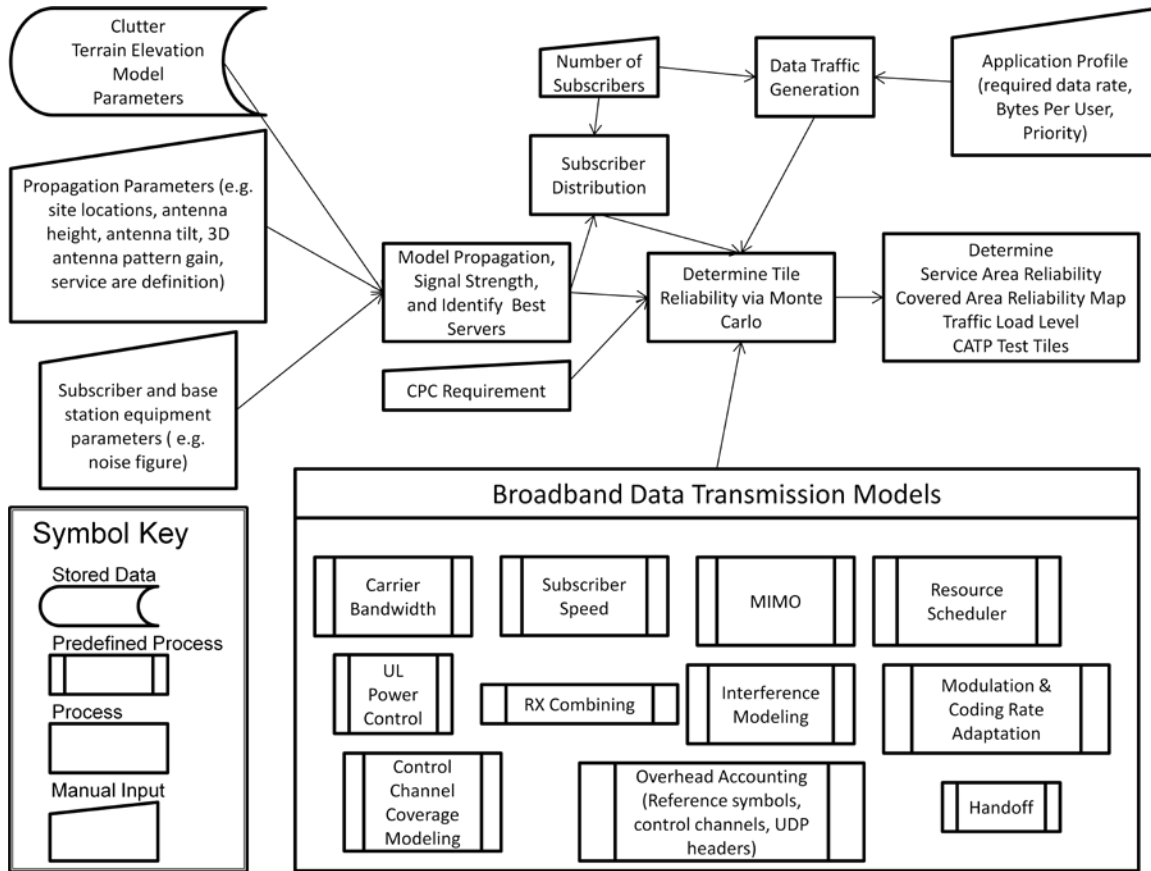 Clutter
Terrain Elevation
Model
Parameters
Number of
Subscribers
Data Traffic
Generation
Application Profile
(required data rate,
Bytes Per User,
Priority)
Subscriber
Distribution
Propagation Parameters (e.g.
site locations, antenna
height, antenna tilt, 3D
antenna pattern gain,
service are definition)
Model Propagation,
Signal Strength,
and Identify Best
Servers
Determine Tile
Reliability via Monte
Carlo
Determine
Service Area Reliability
Covered Area Reliability Map
Traffic Load Level
CATP Test Tiles
CPC Requirement
Subscriber and base
station equipment
parameters ( e.g.
noise figure)
Symbol Key
Stored Data
Predefined Process
Process
Manual Input
Broadband Data Transmission Models
Carrier
Bandwidth
Subscriber
Speed
MIMO
Resource
Scheduler
UL
Power
Control
RX Combining
Interference
Modeling
Modulation &
Coding Rate
Adaptation
Control
Channel
Coverage
Modeling
Overhead Accounting
(Reference symbols,
control channels, UDP
headers)
Handoff